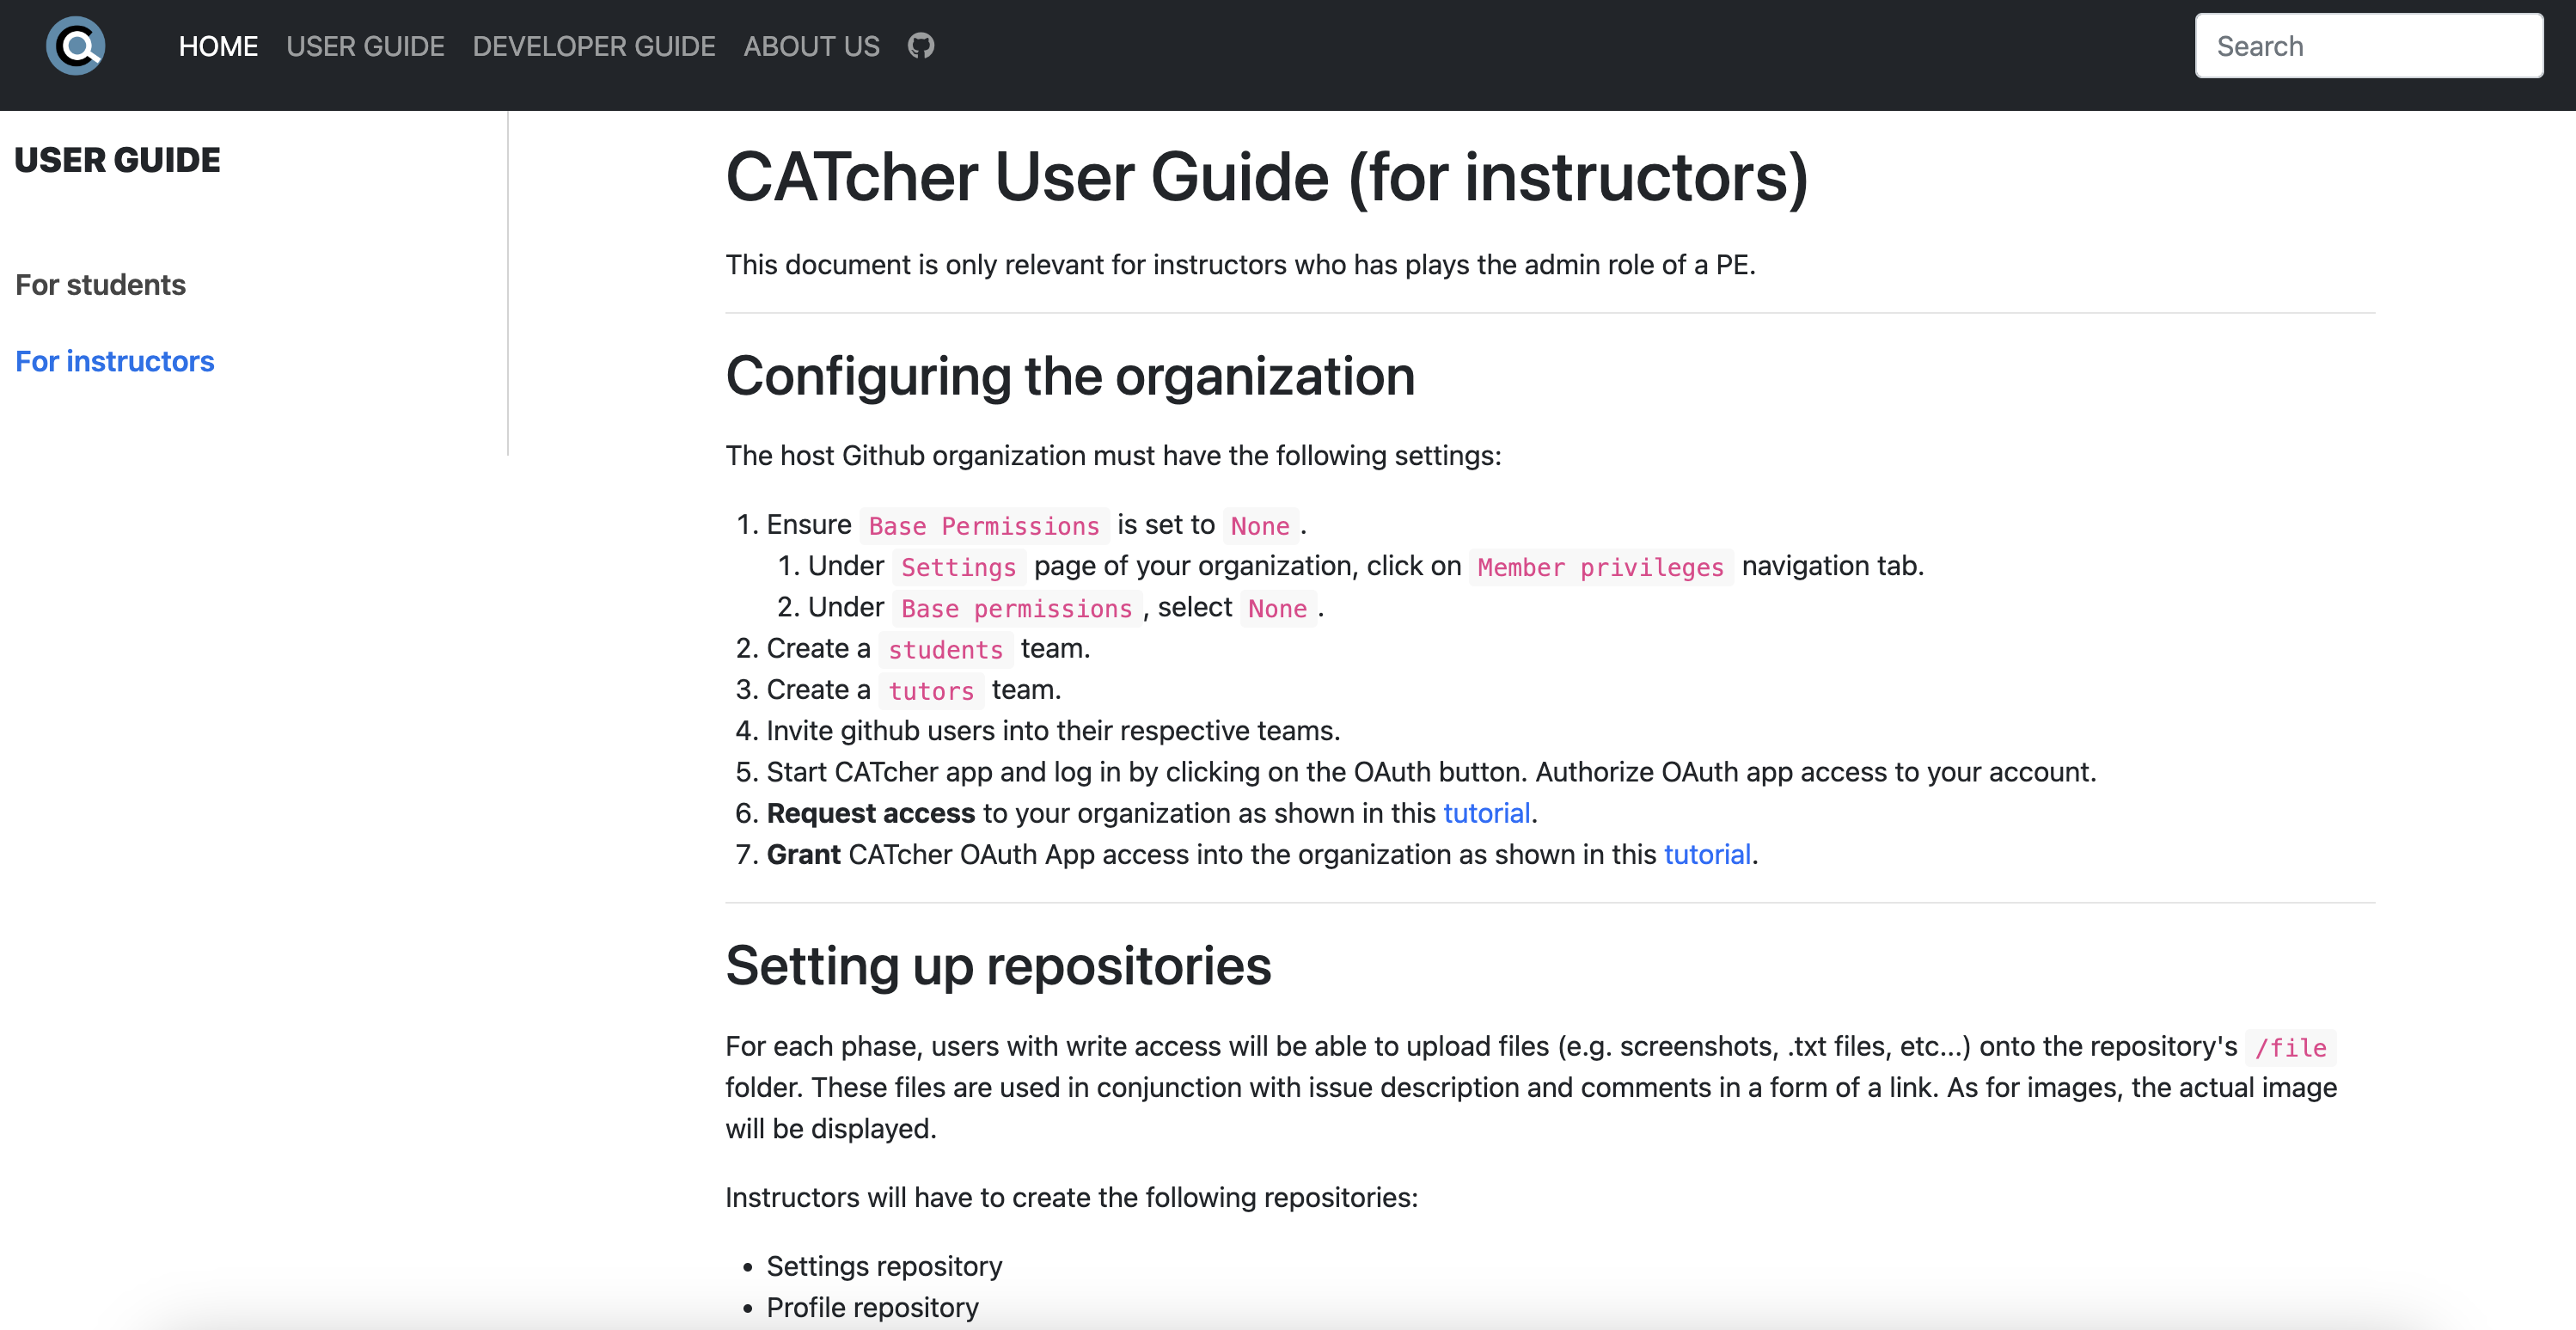 HOME USER GUIDE DEVELOPER GUIDE ABOUT US Search
USER GUIDE
For students
For instructors
CATcher User Guide (for instructors)
This document is only relevant for instructors who has plays the admin role of a PE.
Configuring the organization
The host Github organization must have the following settings:
1. Ensure Base Permissions is set to None .
1. Under Settings page of your organization, click on Member privileges navigation tab.
2. Under Base permissions , select None .
2. Create a students team.
3. Create a tutors team.
4. Invite github users into their respective teams.
5. Start CATcher app and log in by clicking on the OAuth button. Authorize OAuth app access to your account.
6. Request access to your organization as shown in this tutorial.
7. Grant CATcher OAuth App access into the organization as shown in this tutorial.
Setting up repositories
For each phase, users with write access will be able to upload files (e.g. screenshots, .txt files, etc...) onto the repository's /file
folder. These files are used in conjunction with issue description and comments in a form of a link. As for images, the actual image
will be displayed.
Instructors will have to create the following repositories:
• Settings repository
• Profile repository